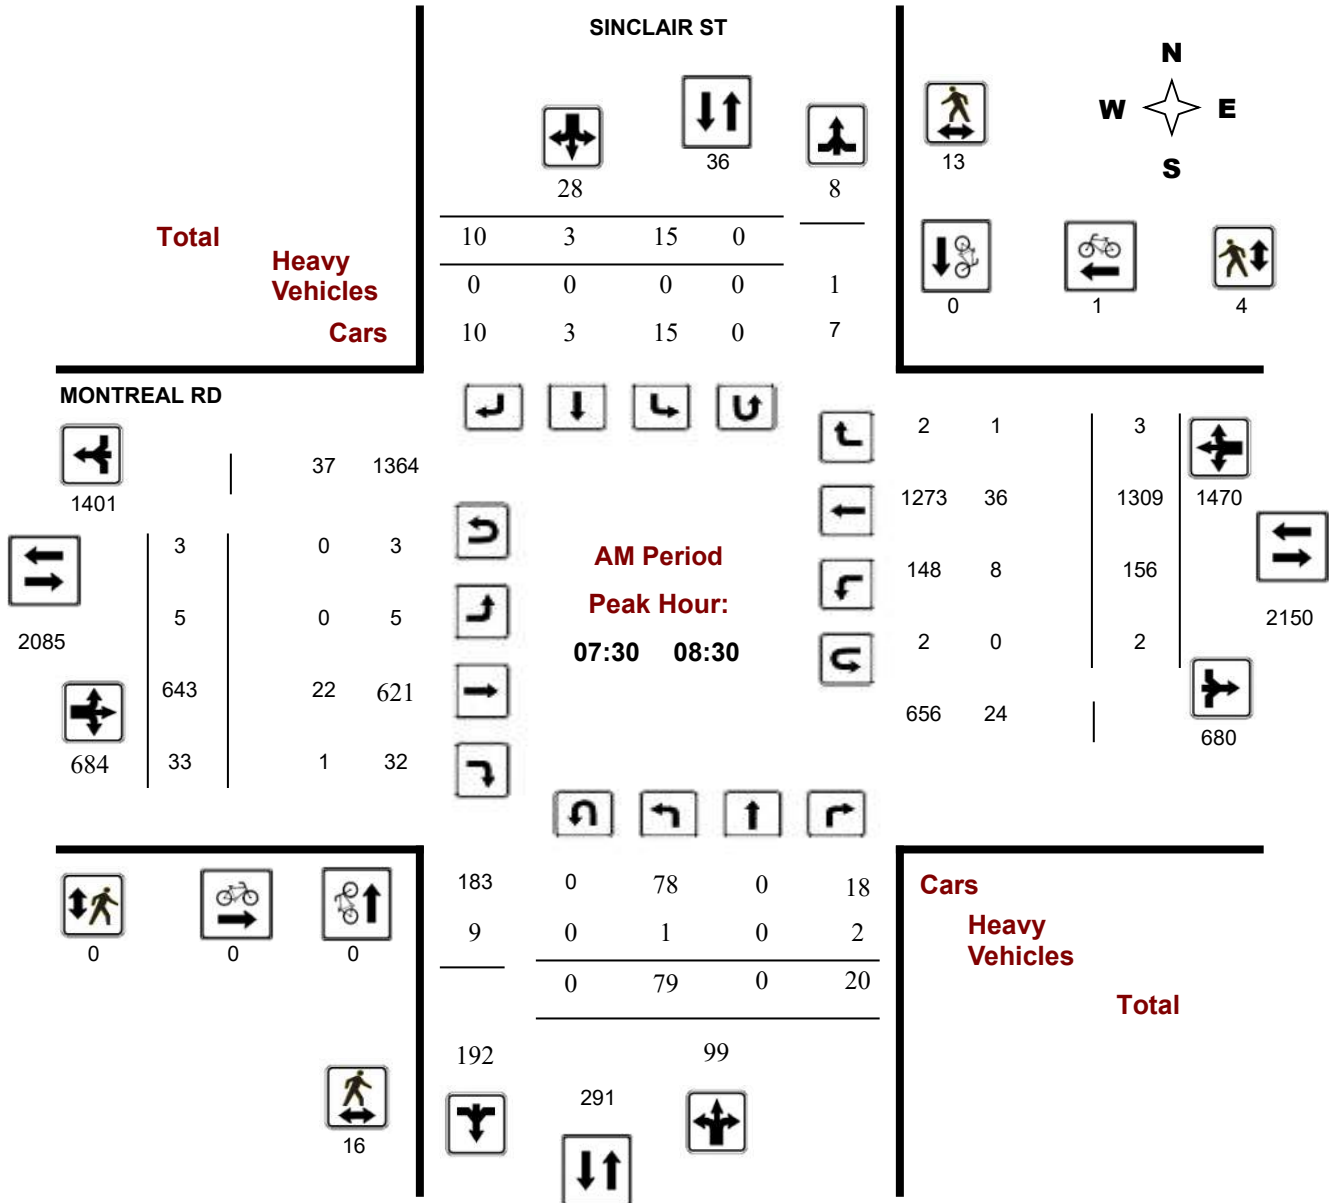 SINCLAIR ST
N
W E
S
28
36
8
13
Total
10 3 15 0
Heavy
Vehicles
0 0 0 0 1
0 1 4
Cars
10 3 15 0 7
MONTREAL RD
1401
37 1364
2 1 3
1273 36 1309 1470
3 0 3
AM Period
148 8 156
5 0 5
Peak Hour:
2085
07:30 08:30
2 0 2
2150
643 22 621
656 24
680
684 33 1 32
183 0 78 0 18
Cars
9 0 1 0 2
Heavy
Vehicles
0 0 0
0 79 0 20
Total
192 99
291
16